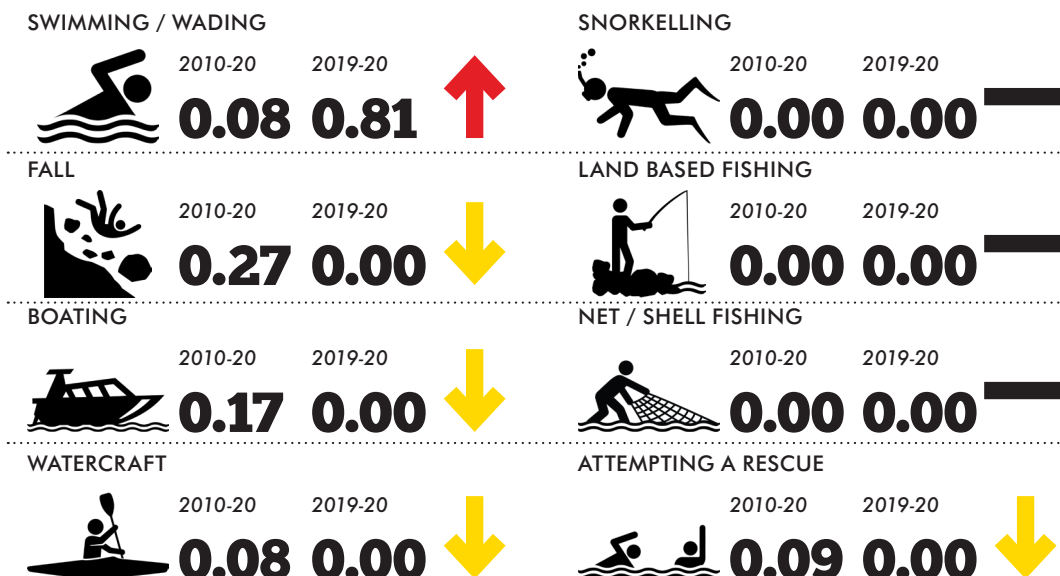 SWIMMING / WADING
2010-20 2019-20
0.08 0.81
SNORKELLING
2010-20 2019-20
0.00 0.00
FALL
2010-20 2019-20
0.27 0.00
LAND BASED FISHING
2010-20 2019-20
0.00 0.00
BOATING
2010-20 2019-20
0.17 0.00
NET / SHELL FISHING
2010-20 2019-20
0.00 0.00
WATERCRAFT
2010-20 2019-20
0.08 0.00
ATTEMPTING A RESCUE
2010-20 2019-20
0.09 0.00